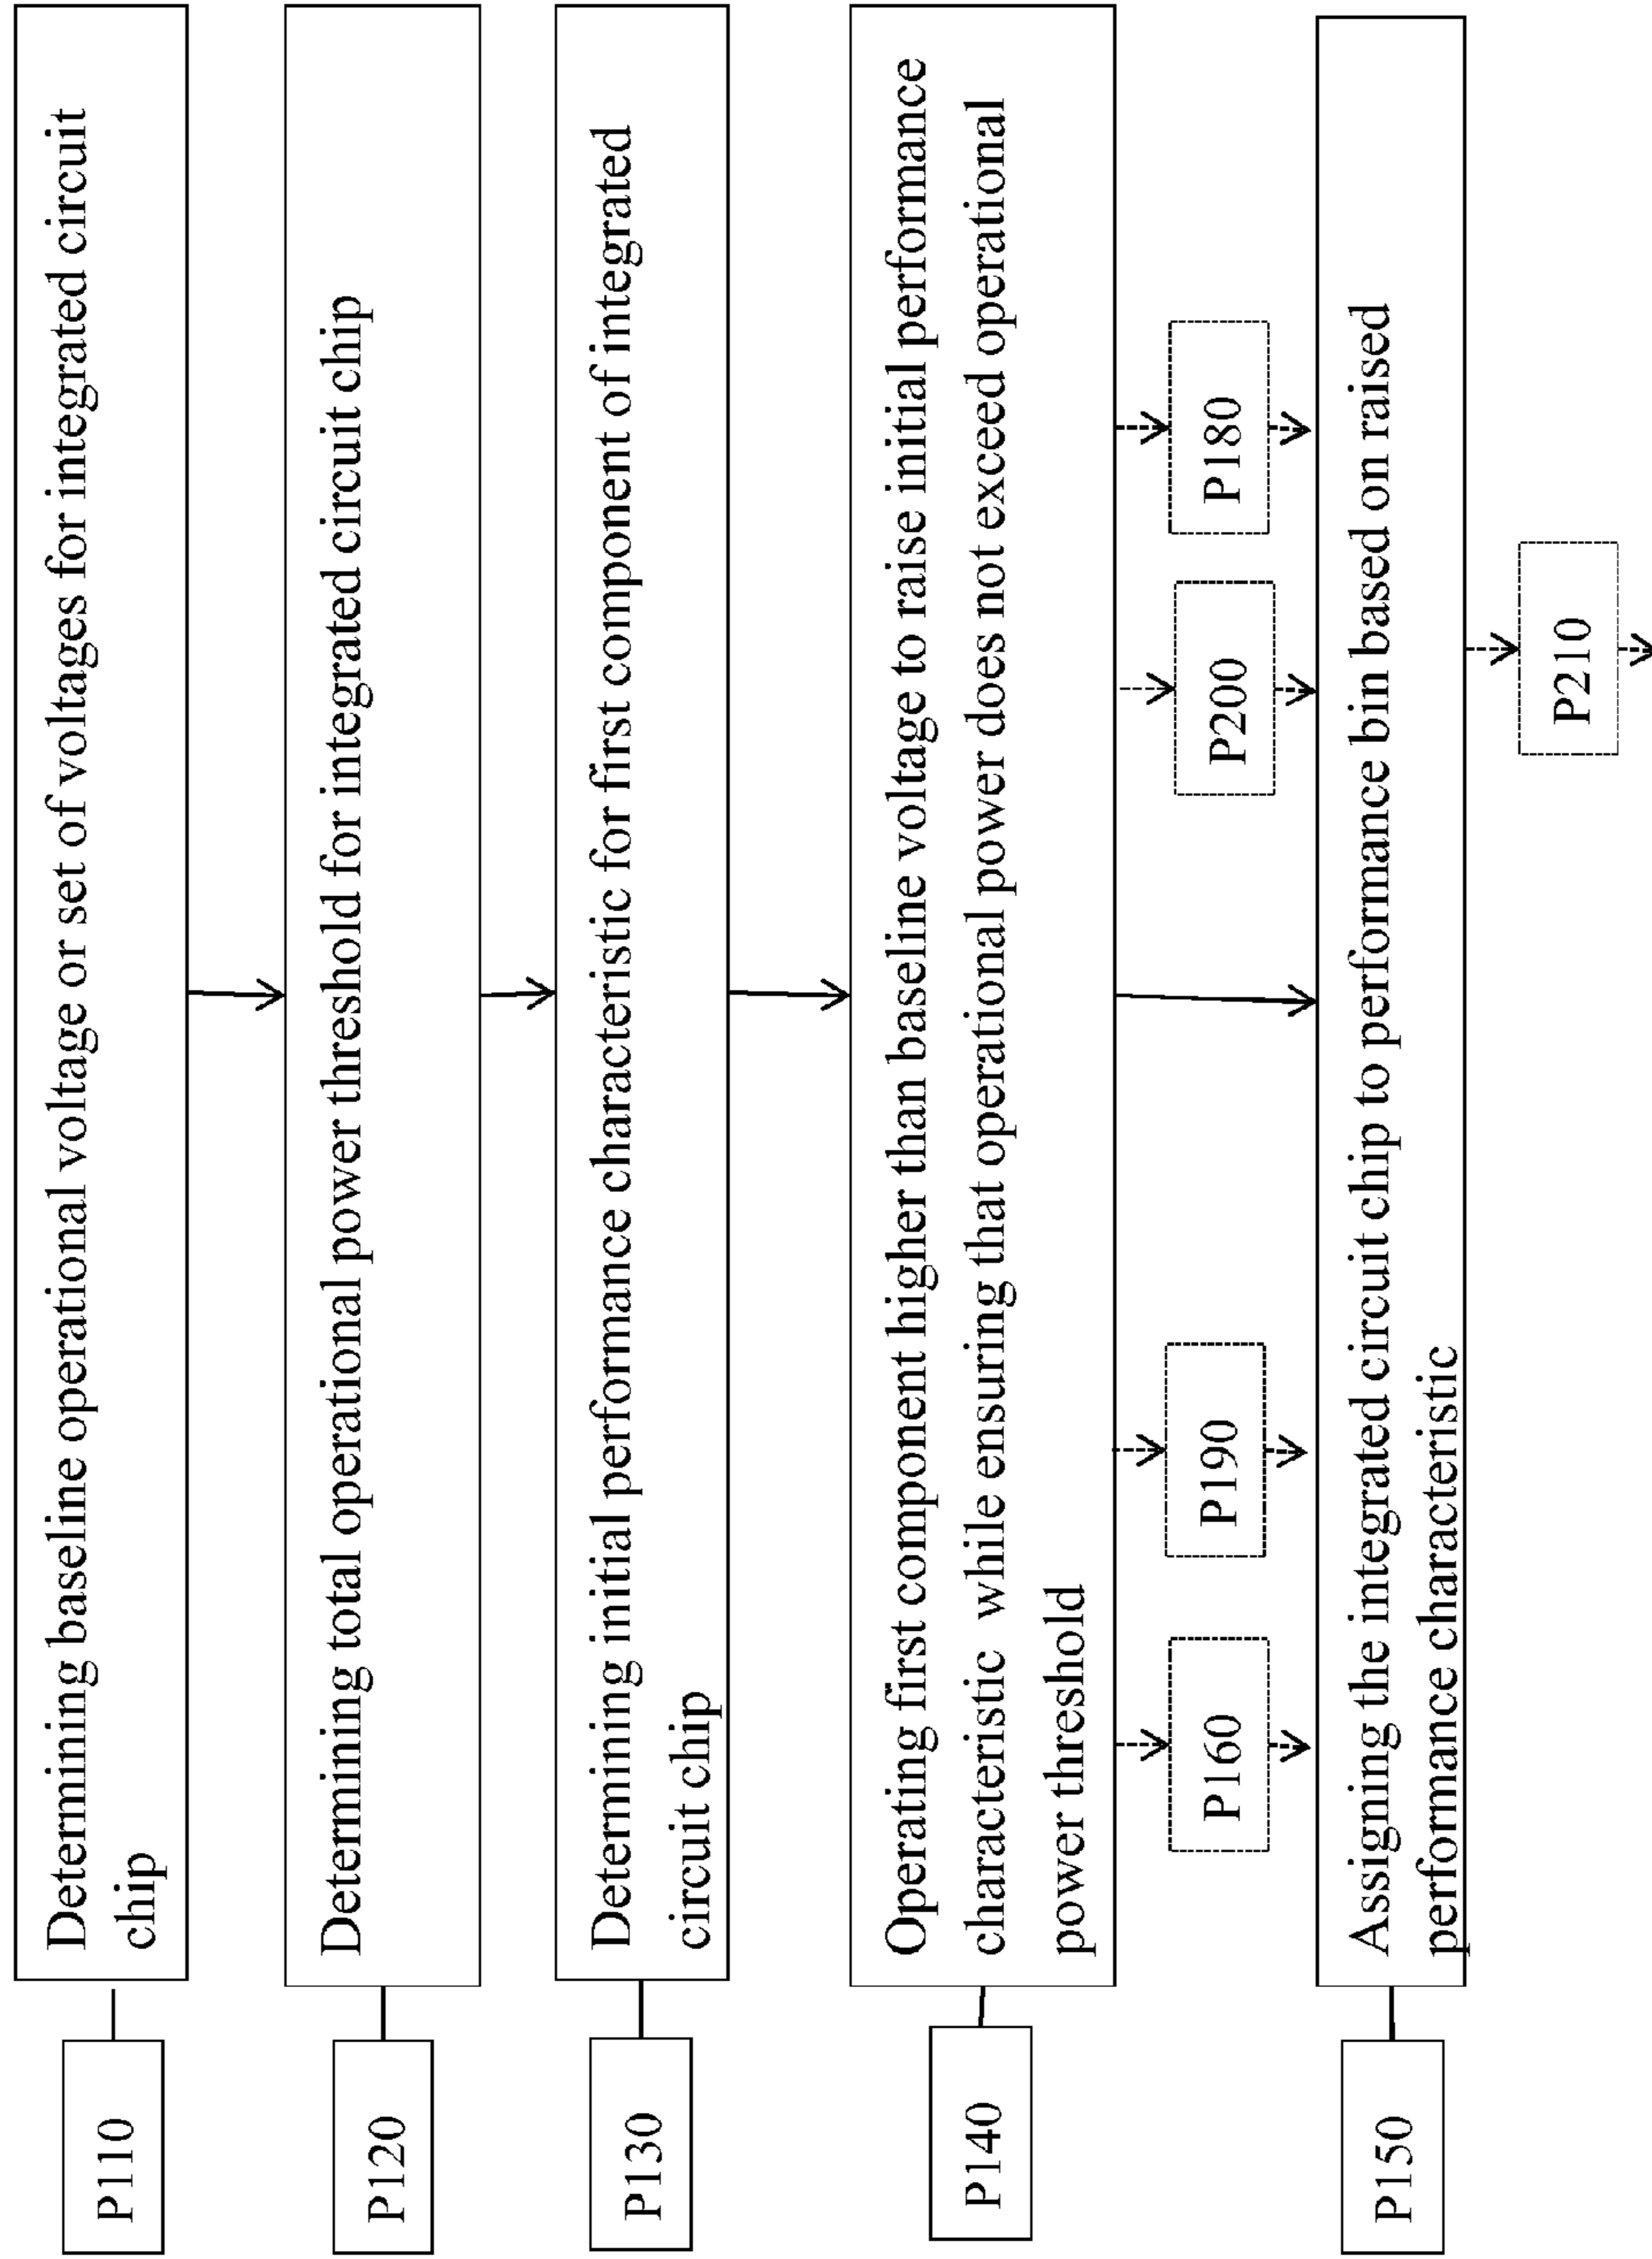 P110
Determining baseline operational voltage or set of voltages for integrated circuit
chip
P120
Determining total operational power threshold for integrated circuit chip
P130
Determining initial performance characteristic for first component of integrated
circuit chip
P140
Operating first component higher than baseline voltage to raise initial performance
characteristic while ensuring that operational power does not exceed operational
power threshold
P160
P190
P200
P180
P150
Assigning the integrated circuit chip to performance bin based on raised
performance characteristic
P210